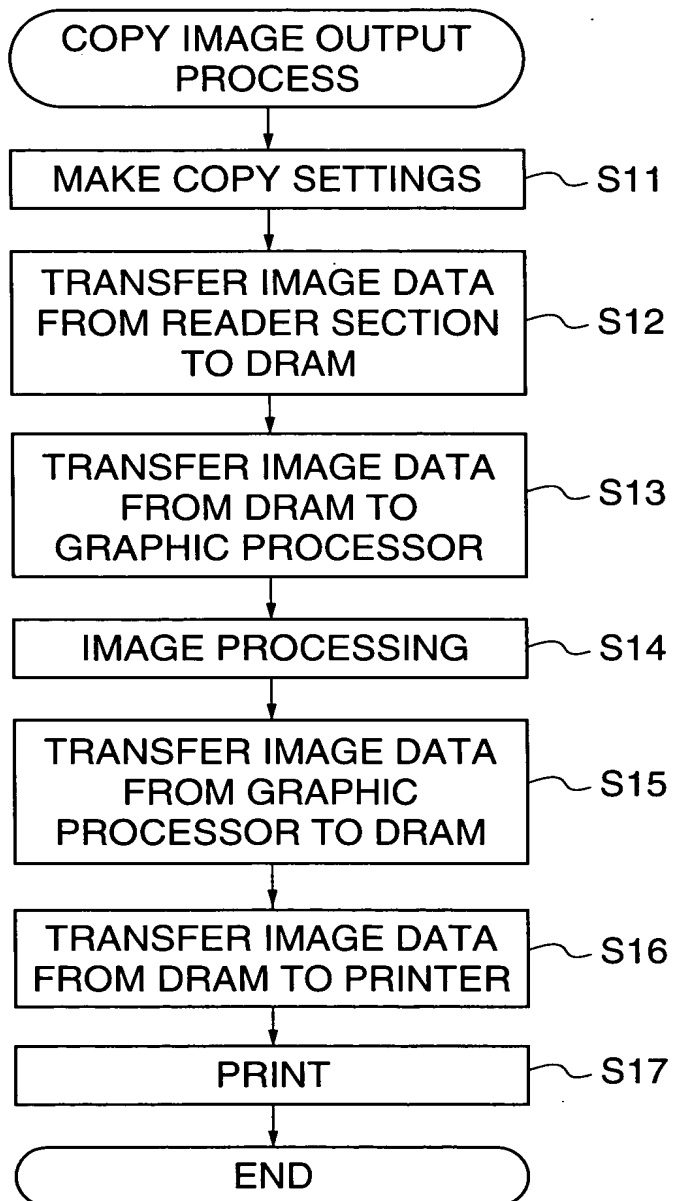 COPY IMAGE OUTPUT
PROCESS
MAKE COPY SETTINGS
S11
TRANSFER IMAGE DATA
FROM READER SECTION
TO DRAM
S12
TRANSFER IMAGE DATA
FROM DRAM TO
GRAPHIC PROCESSOR
S13
IMAGE PROCESSING
S14
TRANSFER IMAGE DATA
FROM GRAPHIC
PROCESSOR TO DRAM
S15
TRANSFER IMAGE DATA
FROM DRAM TO PRINTER
S16
PRINT
S17
END